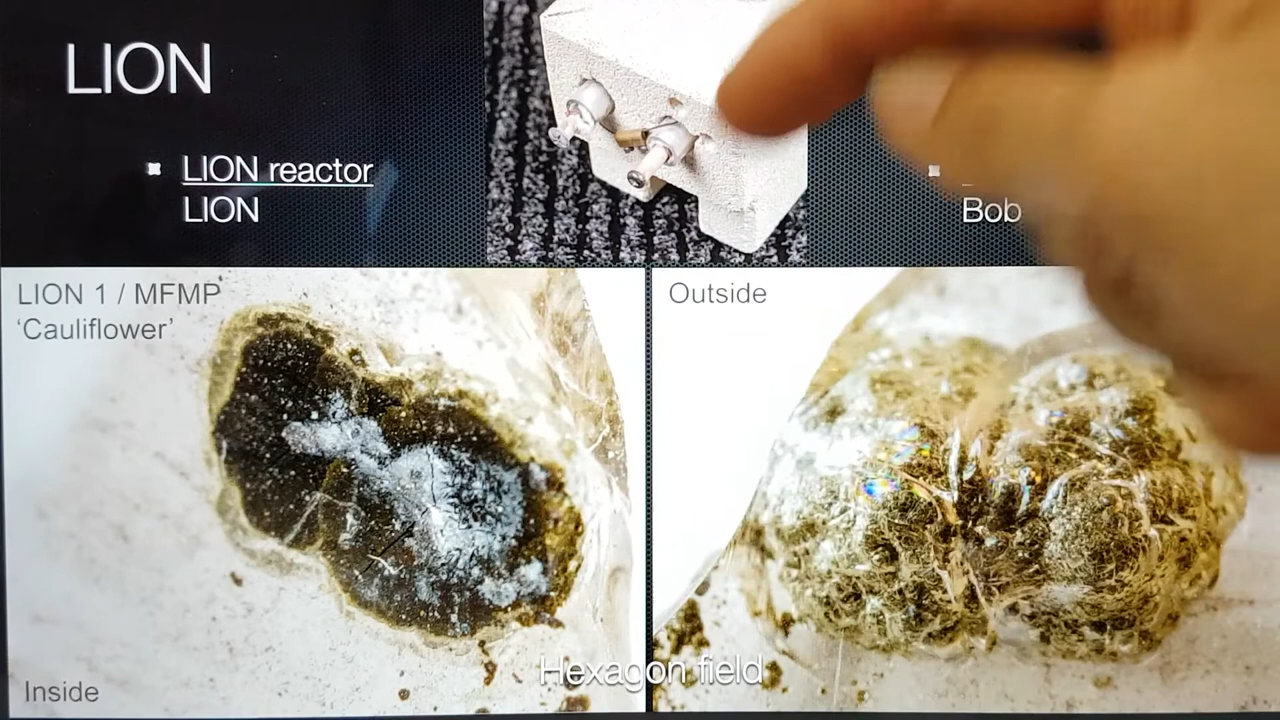 LION
LION reactor
LION
Bob
LION 1 / MFMP
'Cauliflower'
Outside
Hexagon field
Inside